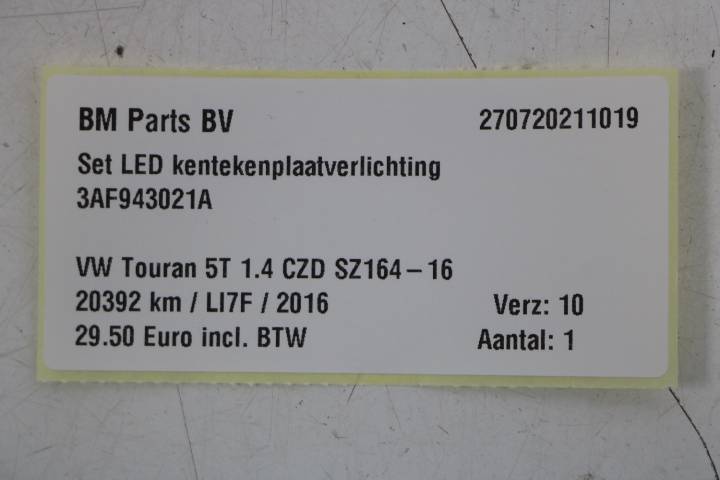 BM Parts BV 270720211019
Set LED kentekenplaatverlichting
3AF943021A
VW Touran 5T 1.4 CZD SZ164-16
20392 km / LI7F / 2016 Verz: 10
29.50 Euro incl. BTW Aantal: 1